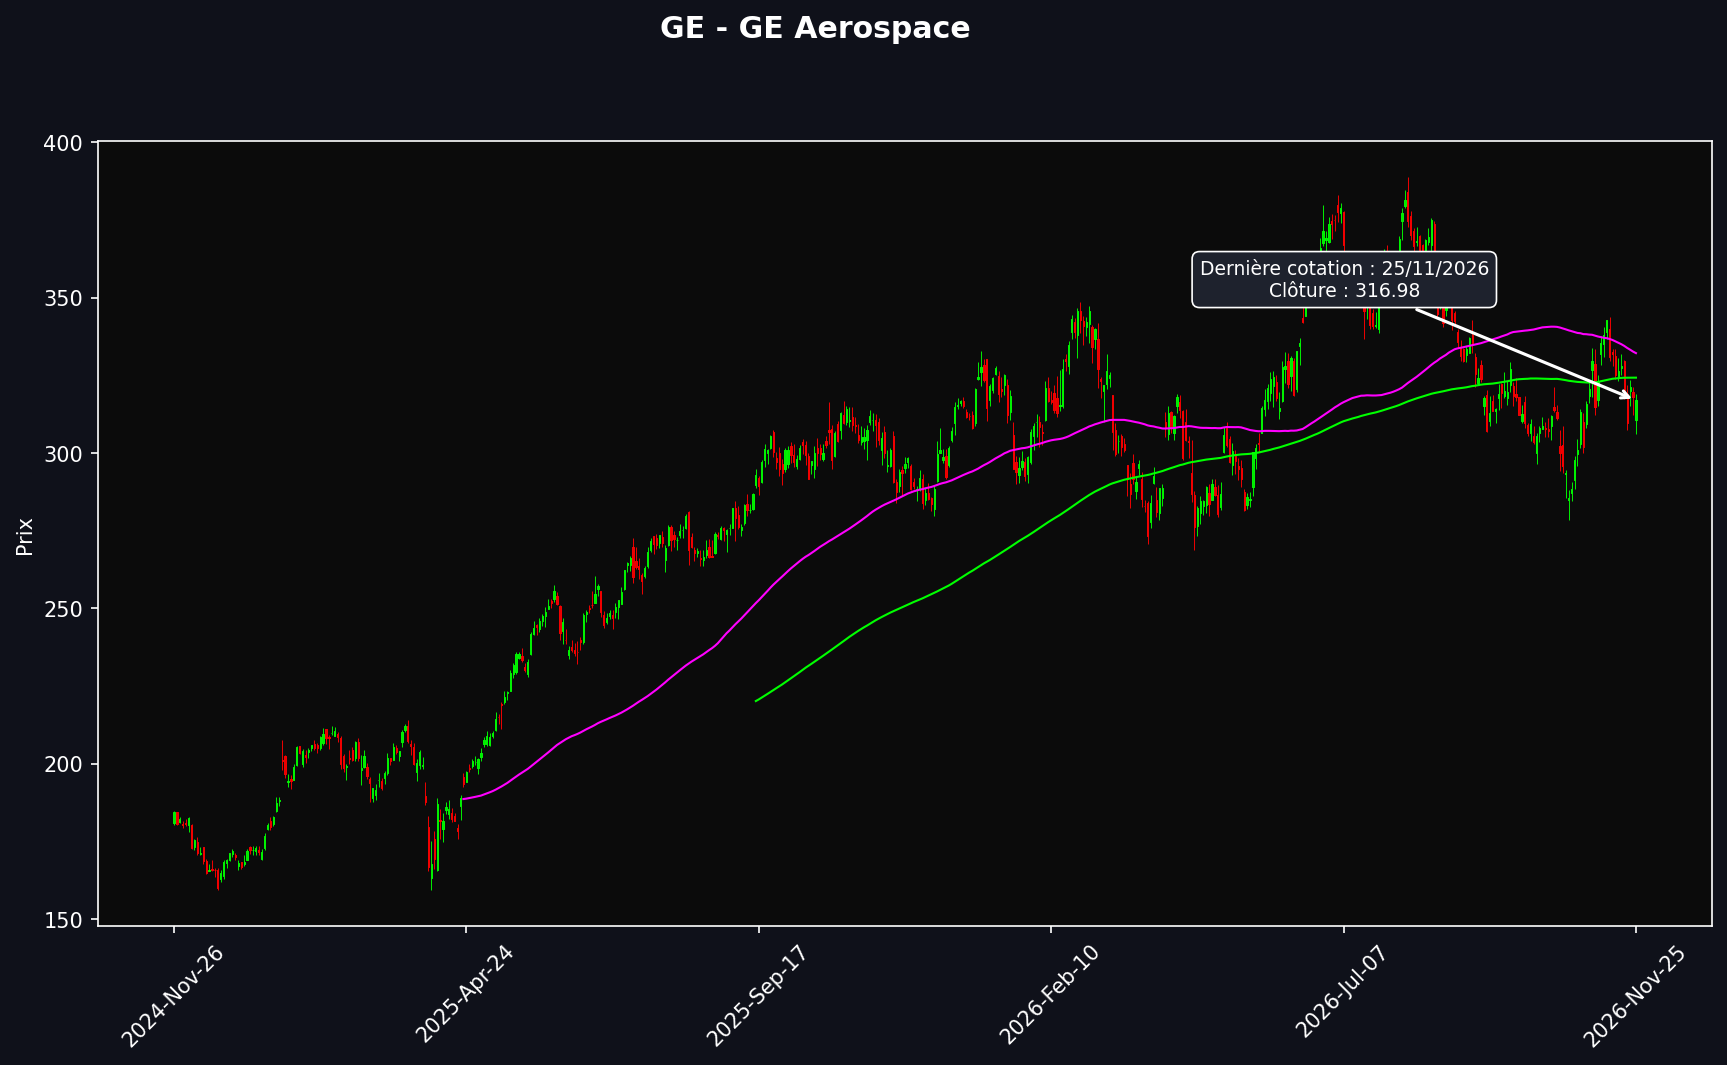 GE - GE Aerospace
400
350
300
250
200
150
Prix
Dernière cotation : 25/11/2026
Clôture : 316.98
2024-Nov-26
2025-Apr-24
2025-Sep-17
2026-Feb-10
2026-Jul-07
2026-Nov-25